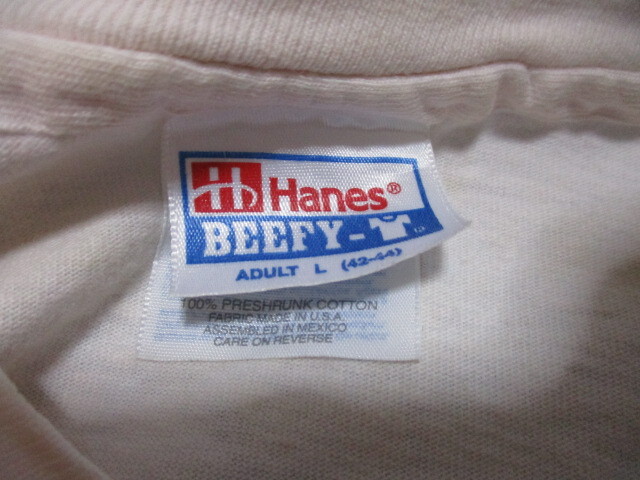 Hanes®
BEEFY-T
ADULT L (42-44)
100% PRESHRUNK COTTON
FABRIC MADE IN U.S.A.
ASSEMBLED IN MEXICO
CARE ON REVERSE